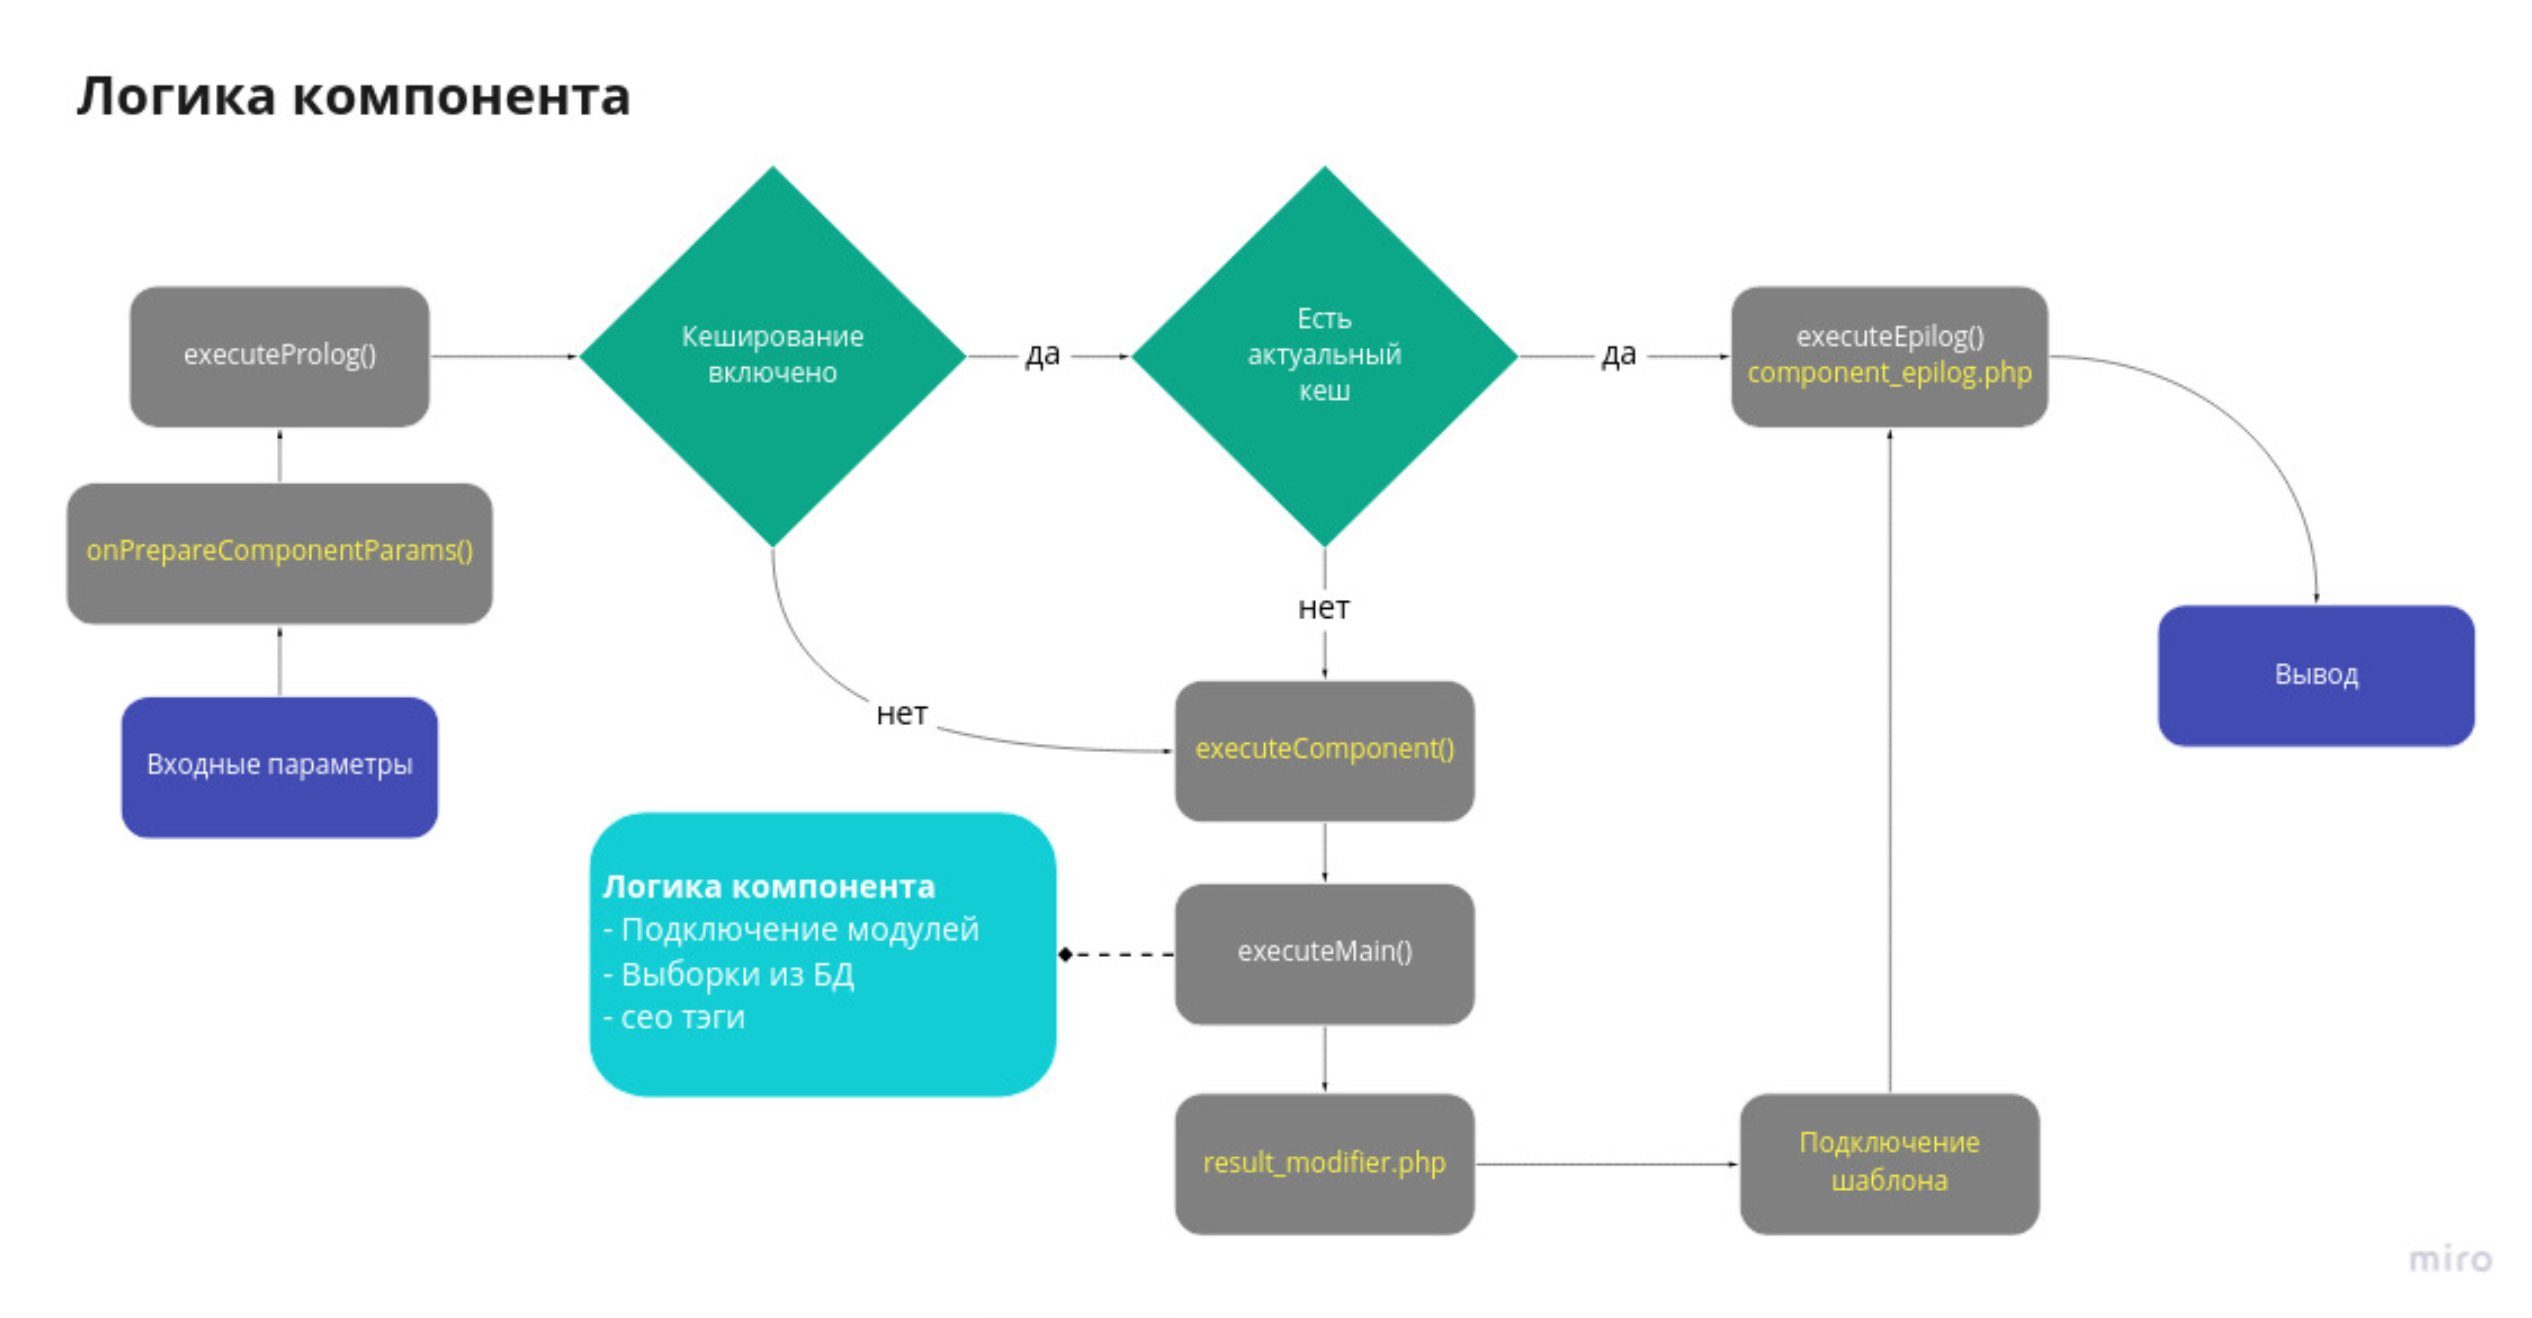 Логика компонента
executeProlog()
Кеширование
включено
да
Есть
актуальный
кеш
да
executeEpilog()
component_epilog.php
onPrepareComponentParams()
Входные параметры
нет
нет
Вывод
executeComponent()
Логика компонента
- Подключение модулей
- Выборки из БД
- сео тэги
executeMain()
result_modifier.php
Подключение
шаблона
miro